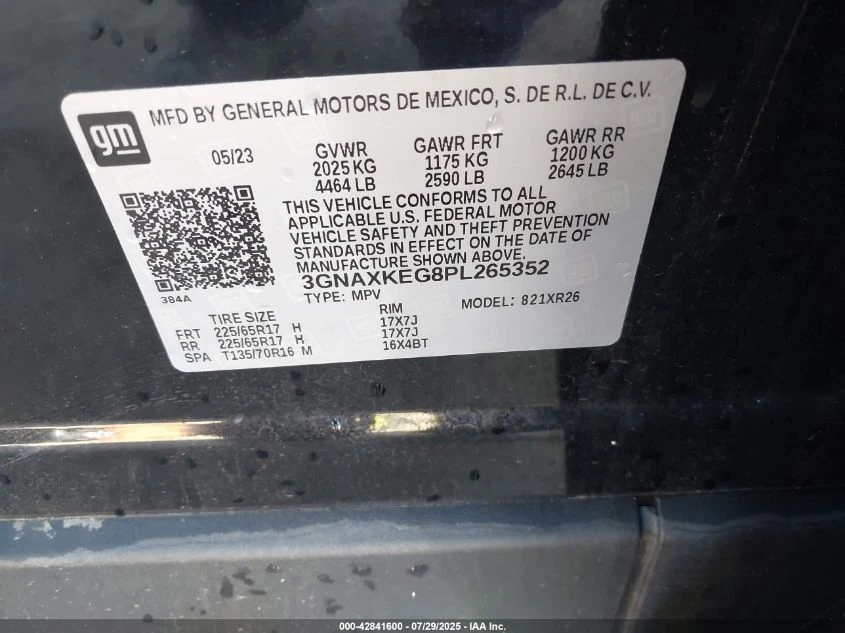 gm
MFD BY GENERAL MOTORS DE MEXICO, S. DE R.L. DE C.V.
05/23
GVWR
2025 KG
4464 LB
GAWR FRT
1175 KG
2590 LB
GAWR RR
1200 KG
2645 LB
THIS VEHICLE CONFORMS TO ALL
APPLICABLE U.S. FEDERAL MOTOR
VEHICLE SAFETY AND THEFT PREVENTION
STANDARDS IN EFFECT ON THE DATE OF
MANUFACTURE SHOWN ABOVE.
3GNAXKEG8PL265352
384A
TYPE: MPV
MODEL: 821XR26
TIRE SIZE RIM
FRT 225/65R17 H 17X7J
RR 225/65R17 H 17X7J
SPA T135/70R16 M 16X4BT
000-42841600 - 07/29/2025 - IAA Inc.